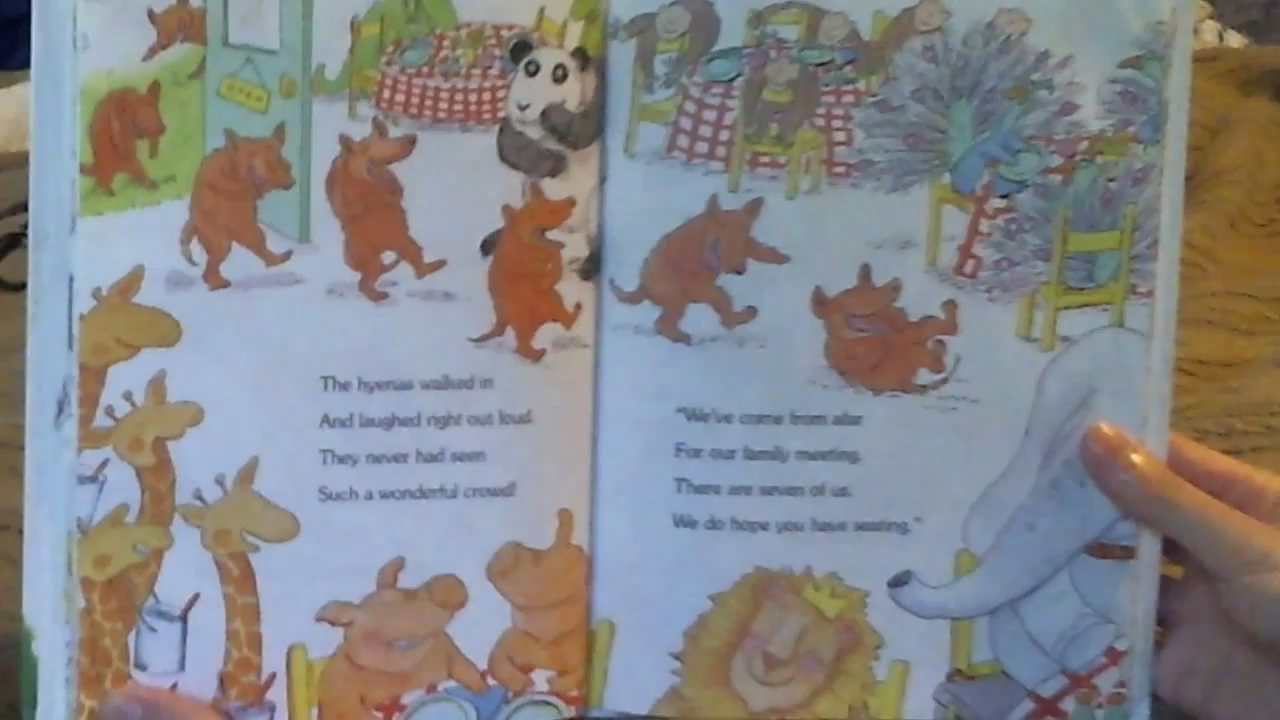 OPEN
The hyenas walked in
And laughed right out loud.
They never had seen
Such a wonderful crowd!
"We've come from afar
For our family meeting.
There are seven of us.
We do hope you have seating."